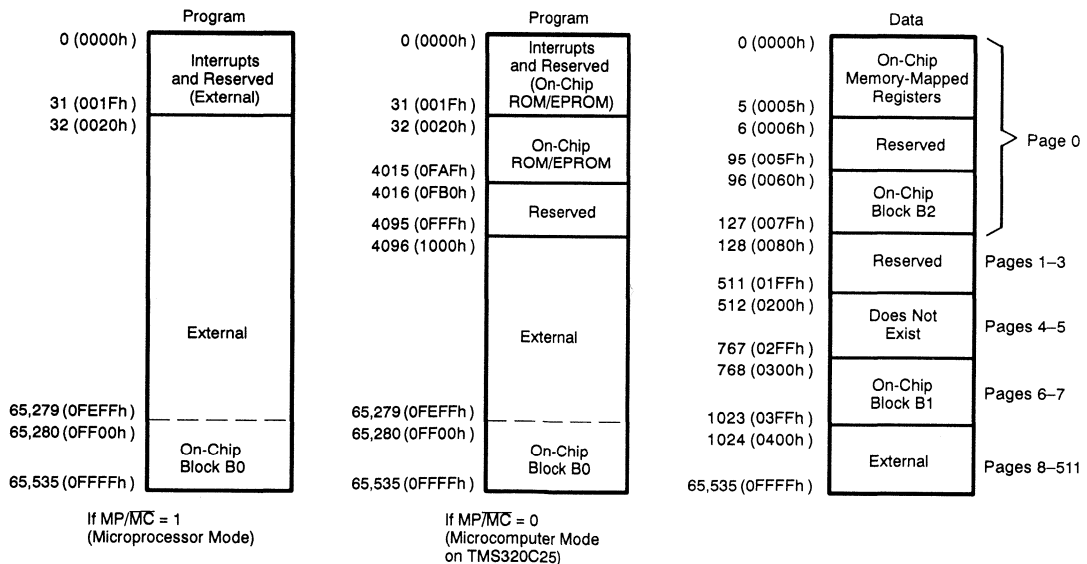 Program
0 (0000h)
Interrupts
and Reserved
(External)
31 (001Fh)
32 (0020h)
External
65,279 (0FEFFh)
65,280 (0FF00h)
On-Chip
Block B0
65,535 (0FFFFh)
If MP/MC = 1
(Microprocessor Mode)
Program
0 (0000h)
Interrupts
and Reserved
(On-Chip
ROM/EPROM)
31 (001Fh)
32 (0020h)
On-Chip
ROM/EPROM
4015 (0FAFh)
4016 (0FB0h)
Reserved
4095 (0FFFh)
4096 (1000h)
External
65,279 (0FEFFh)
65,280 (0FF00h)
On-Chip
Block B0
65,535 (0FFFFh)
If MP/MC = 0
(Microcomputer Mode
on TMS320C25)
Data
0 (0000h)
On-Chip
Memory-Mapped
Registers
5 (0005h)
6 (0006h)
Reserved
Page 0
95 (005Fh)
96 (0060h)
On-Chip
Block B2
127 (007Fh)
128 (0080h)
Reserved
Pages 1–3
511 (01FFh)
512 (0200h)
Does Not
Exist
Pages 4–5
767 (02FFh)
768 (0300h)
On-Chip
Block B1
Pages 6–7
1023 (03FFh)
1024 (0400h)
External
Pages 8–511
65,535 (0FFFFh)